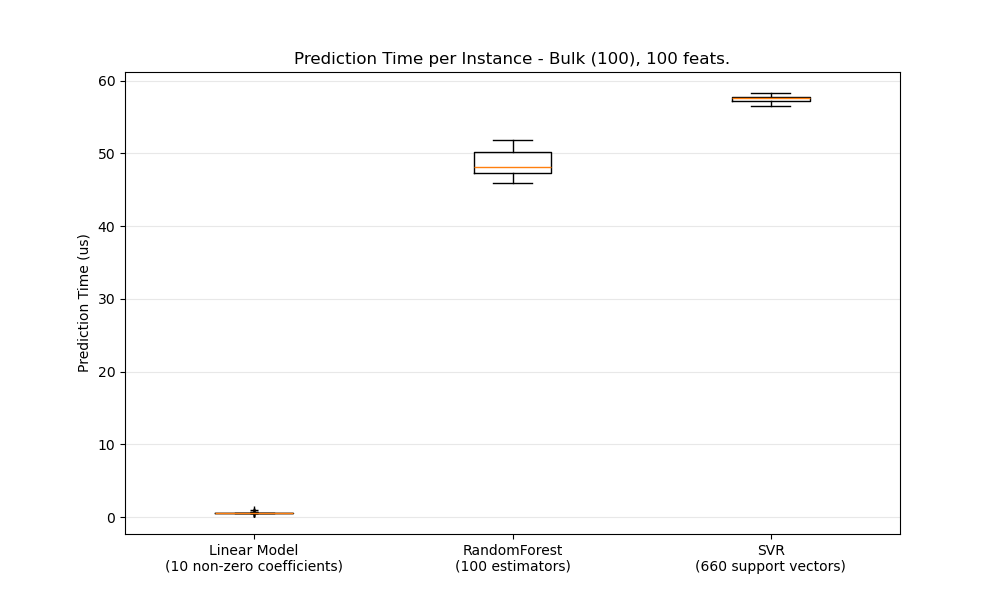 Prediction Time per Instance - Bulk (100), 100 feats.
Prediction Time (us)
60
50
40
30
20
10
0
Linear Model
(10 non-zero coefficients)
RandomForest
(100 estimators)
SVR
(660 support vectors)